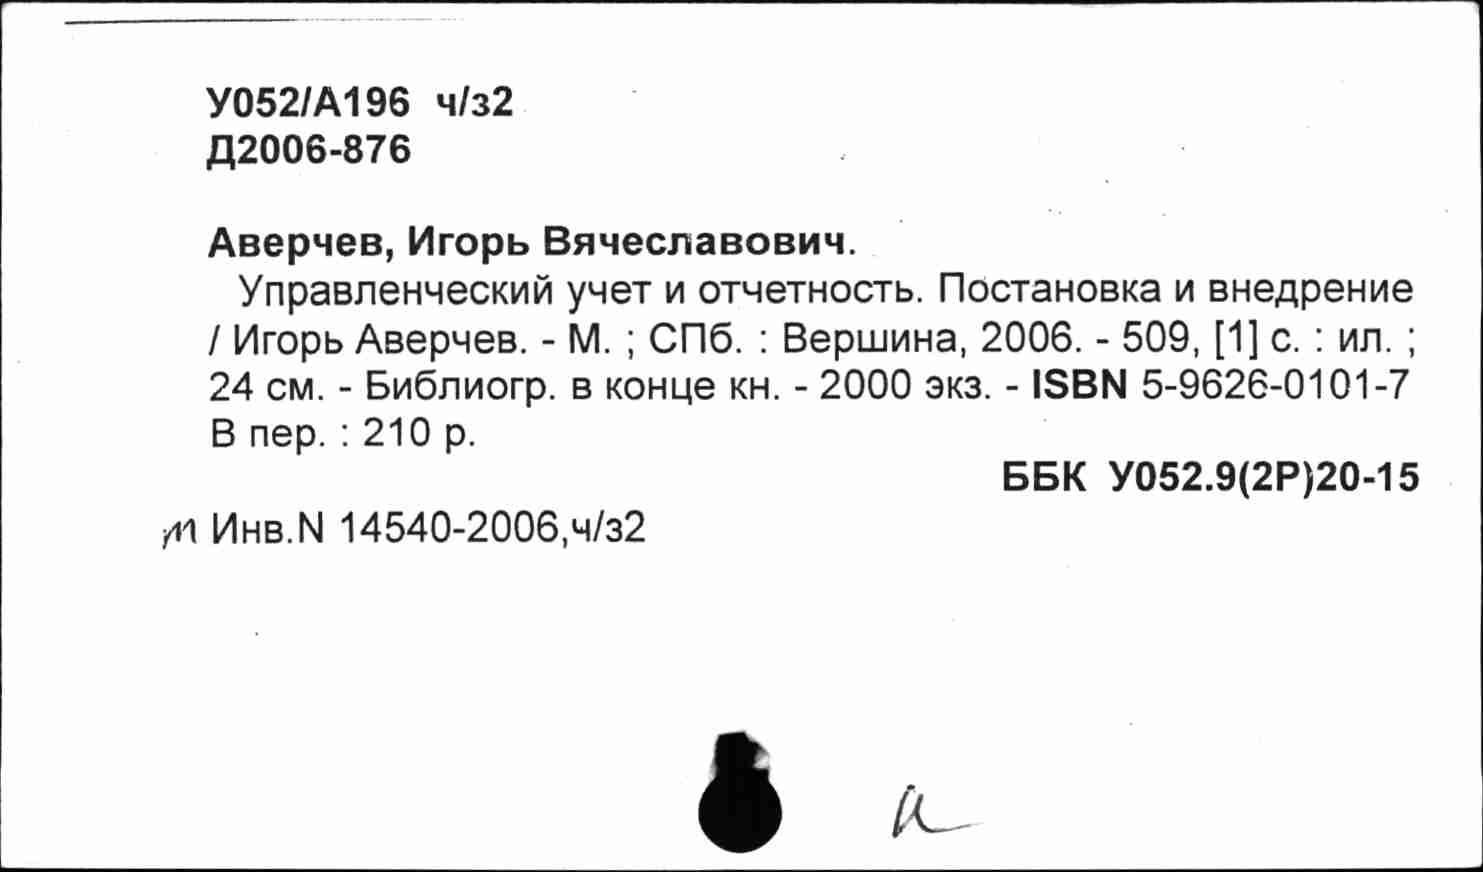 У052/А196 ч/з2
Д2006-876
Аверчев, Игорь Вячеславович.
Управленческий учет и отчетность. Постановка и внедрение
/ Игорь Аверчев. - М. ; СПб. : Вершина, 2006. - 509, [1] с. : ил. ;
24 см. - Библиогр. в конце кн. - 2000 экз. - ISBN 5-9626-0101-7
В пер. : 210 р.
ББК У052.9(2Р)20-15
Инв.N 14540-2006,ч/з2